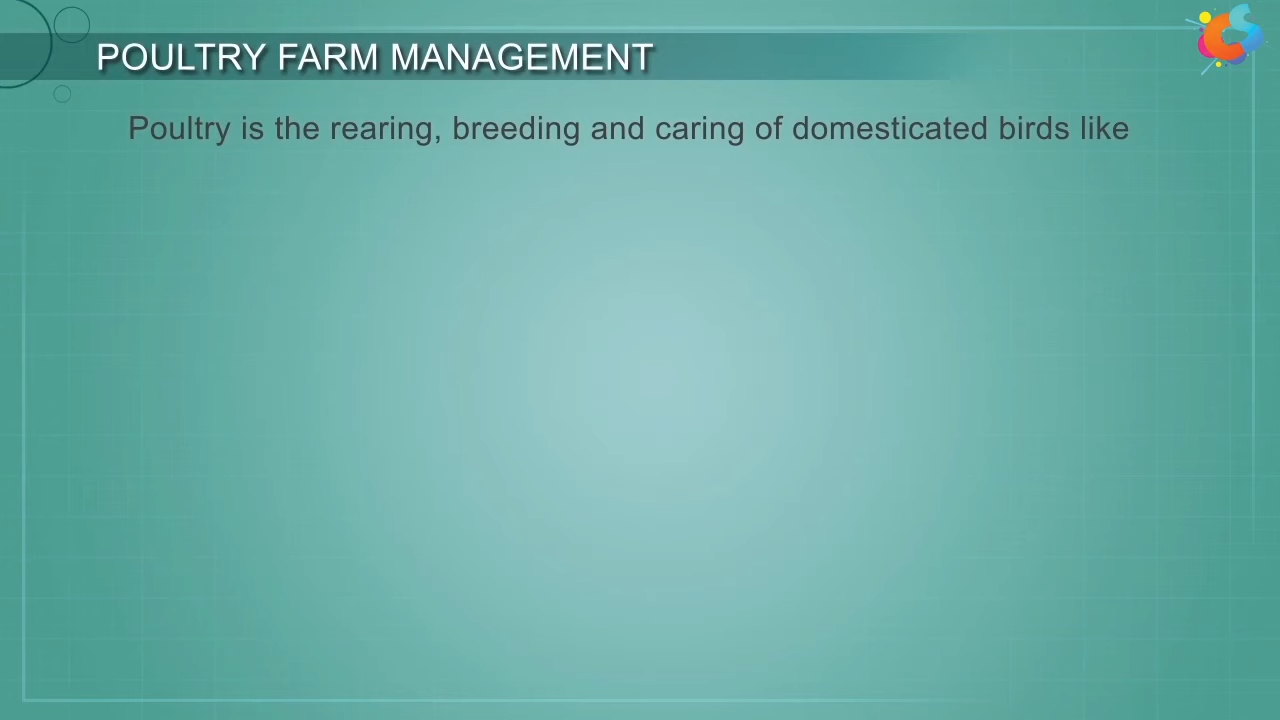 POULTRY FARM MANAGEMENT
Poultry is the rearing, breeding and caring of domesticated birds like